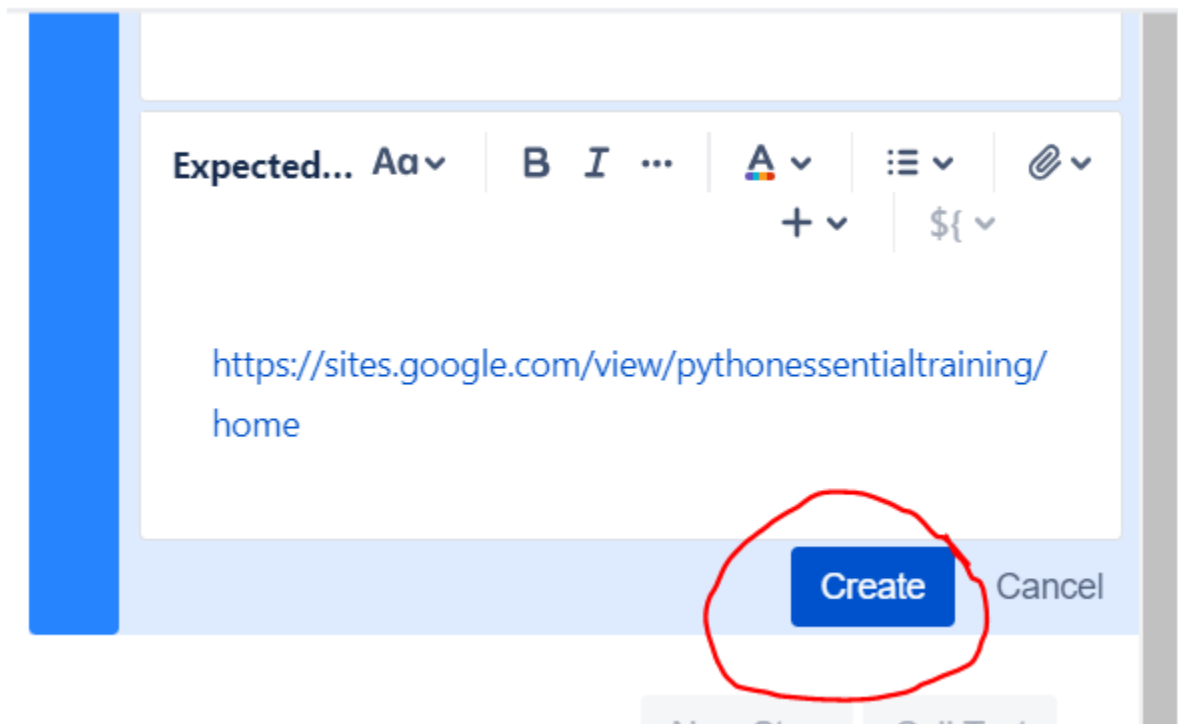 Expected... Aa B I ... A
+ ${
https://sites.google.com/view/pythonessentialtraining/
home
Create Cancel